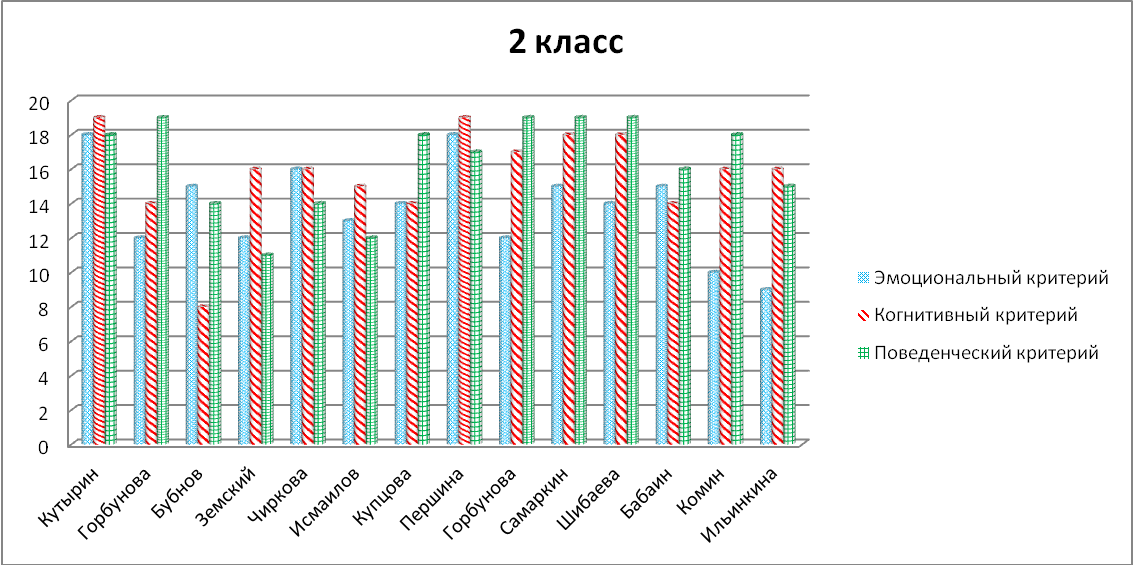 2 класс
20
18
16
14
12
10
8
6
4
2
0
Кутырин
Горбунова
Бубнов
Земский
Чиркова
Исмаилов
Купцова
Першина
Горбунова
Самаркин
Шибаева
Бабаин
Комин
Ильинкина
Эмоциональный критерий
Когнитивный критерий
Поведенческий критерий